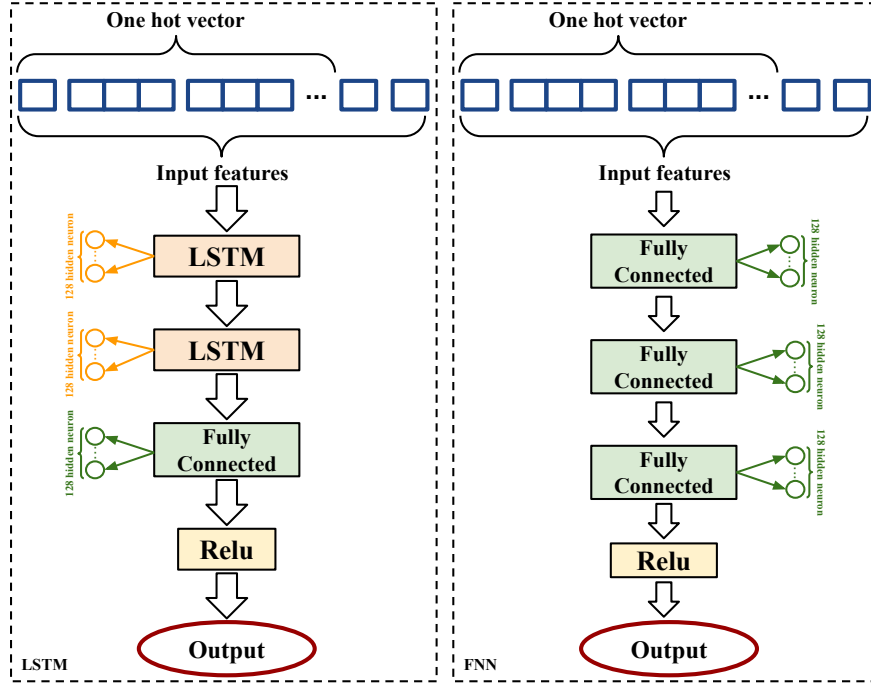 One hot vector
...
Input features
128 hidden neuron
LSTM
128 hidden neuron
LSTM
128 hidden neuron
Fully
Connected
Relu
Output
LSTM
One hot vector
...
Input features
Fully
Connected
128 hidden neuron
Fully
Connected
128 hidden neuron
Fully
Connected
128 hidden neuron
Relu
Output
FNN